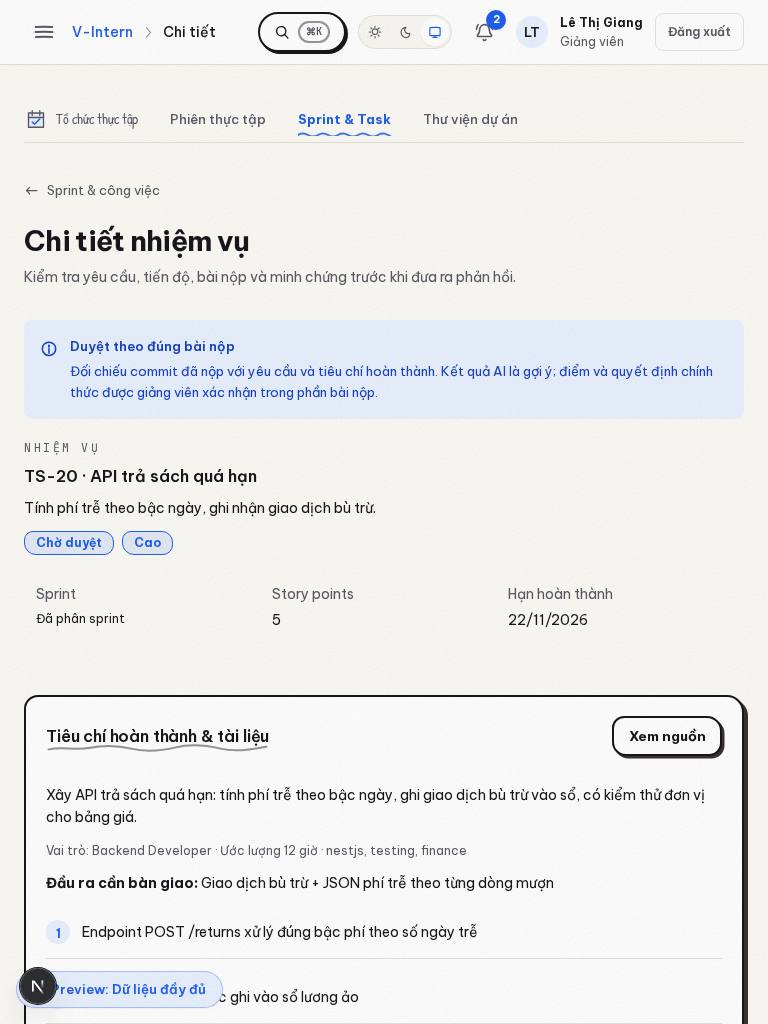 V-Intern > Chi tiết
⌘K
2
LT
Lê Thị Giang
Giảng viên
Đăng xuất
Tổ chức thực tập
Phiên thực tập
Sprint & Task
Thư viện dự án
← Sprint & công việc
Chi tiết nhiệm vụ
Kiểm tra yêu cầu, tiến độ, bài nộp và minh chứng trước khi đưa ra phản hồi.
Duyệt theo đúng bài nộp
Đối chiếu commit đã nộp với yêu cầu và tiêu chí hoàn thành. Kết quả AI là gợi ý; điểm và quyết định chính
thức được giảng viên xác nhận trong phần bài nộp.
NHIỆM VỤ
TS-20 · API trả sách quá hạn
Tính phí trễ theo bậc ngày, ghi nhận giao dịch bù trừ.
Chờ duyệt
Cao
Sprint
Story points
Hạn hoàn thành
Đã phân sprint
5
22/11/2026
Tiêu chí hoàn thành & tài liệu
Xem nguồn
Xây API trả sách quá hạn: tính phí trễ theo bậc ngày, ghi giao dịch bù trừ vào sổ, có kiểm thử đơn vị
cho bảng giá.
Vai trò: Backend Developer · Ước lượng 12 giờ · nestjs, testing, finance
Đầu ra cần bàn giao: Giao dịch bù trừ + JSON phí trễ theo từng dòng mượn
1 Endpoint POST /returns xử lý đúng bậc phí theo số ngày trễ
N
Preview: Dữ liệu đầy đủ
ghi vào sổ lương ảo